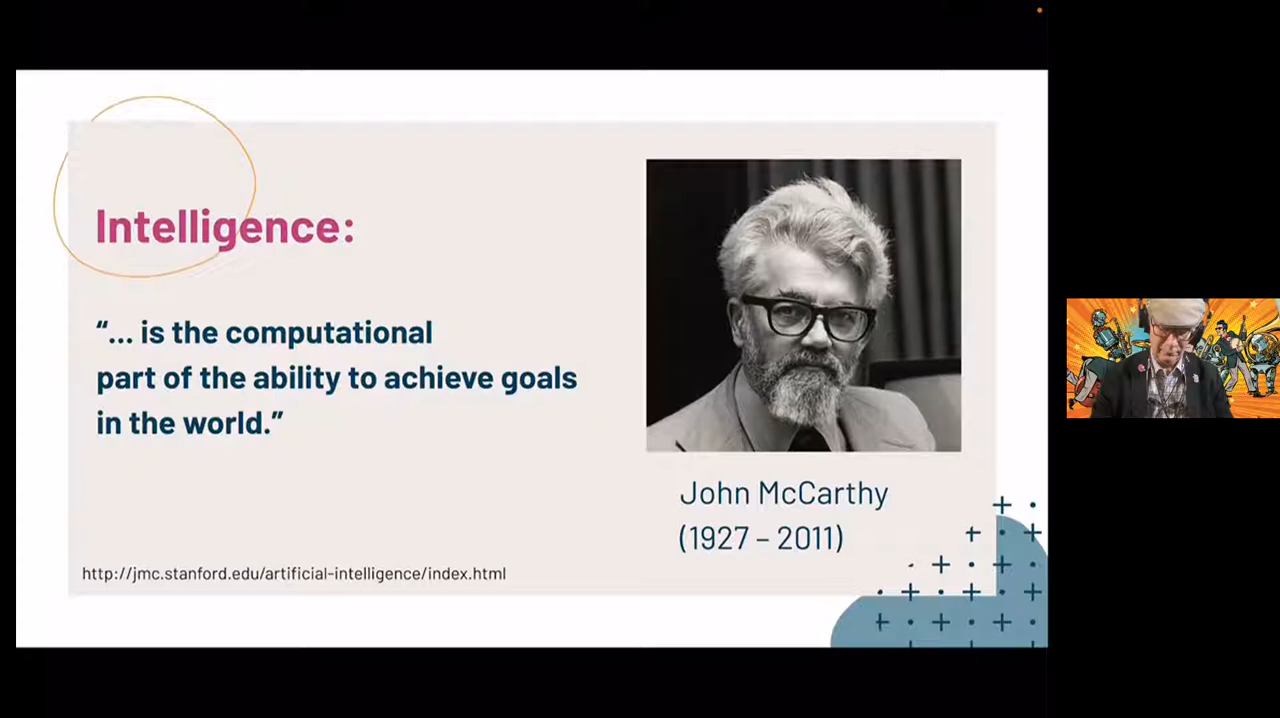 Intelligence:
“... is the computational
part of the ability to achieve goals
in the world.”
John McCarthy
(1927 – 2011)
http://jmc.stanford.edu/artificial-intelligence/index.html